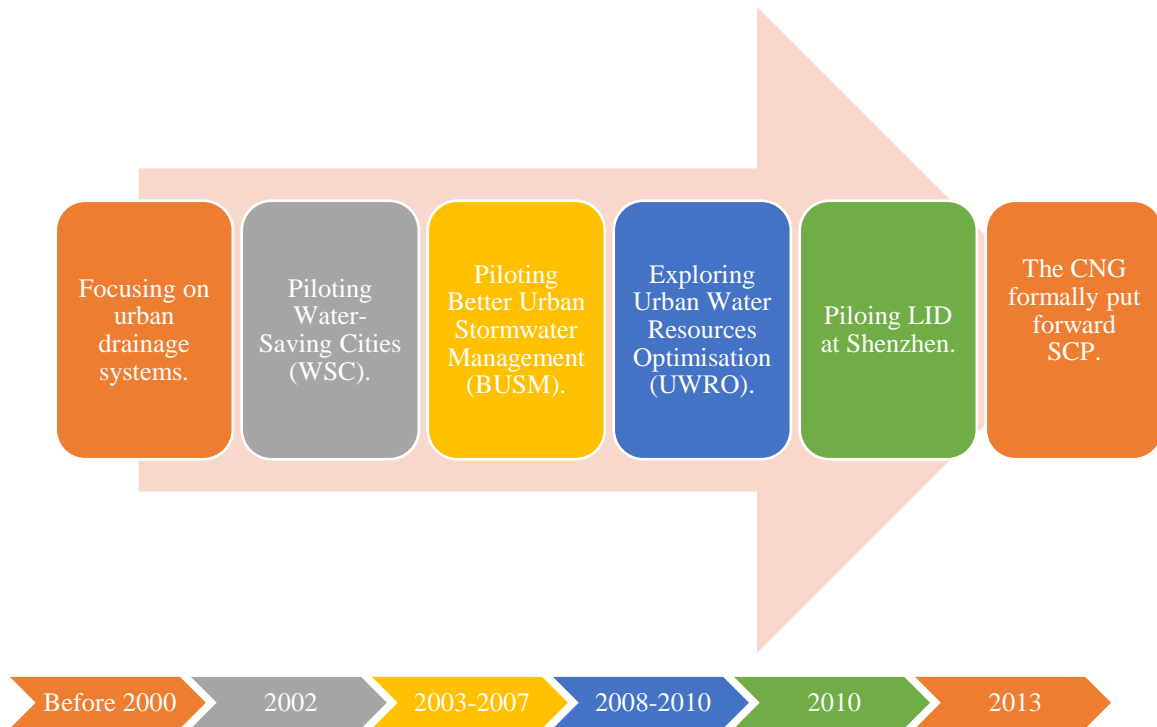 Focusing on
urban
drainage
systems.
Piloting
Water-
Saving Cities
(WSC).
Piloting
Better Urban
Stormwater
Management
(BUSM).
Exploring
Urban Water
Resources
Optimisation
(UWRO).
Piloing LID
at Shenzhen.
The CNG
formally put
forward
SCP.
Before 2000
2002
2003-2007
2008-2010
2010
2013